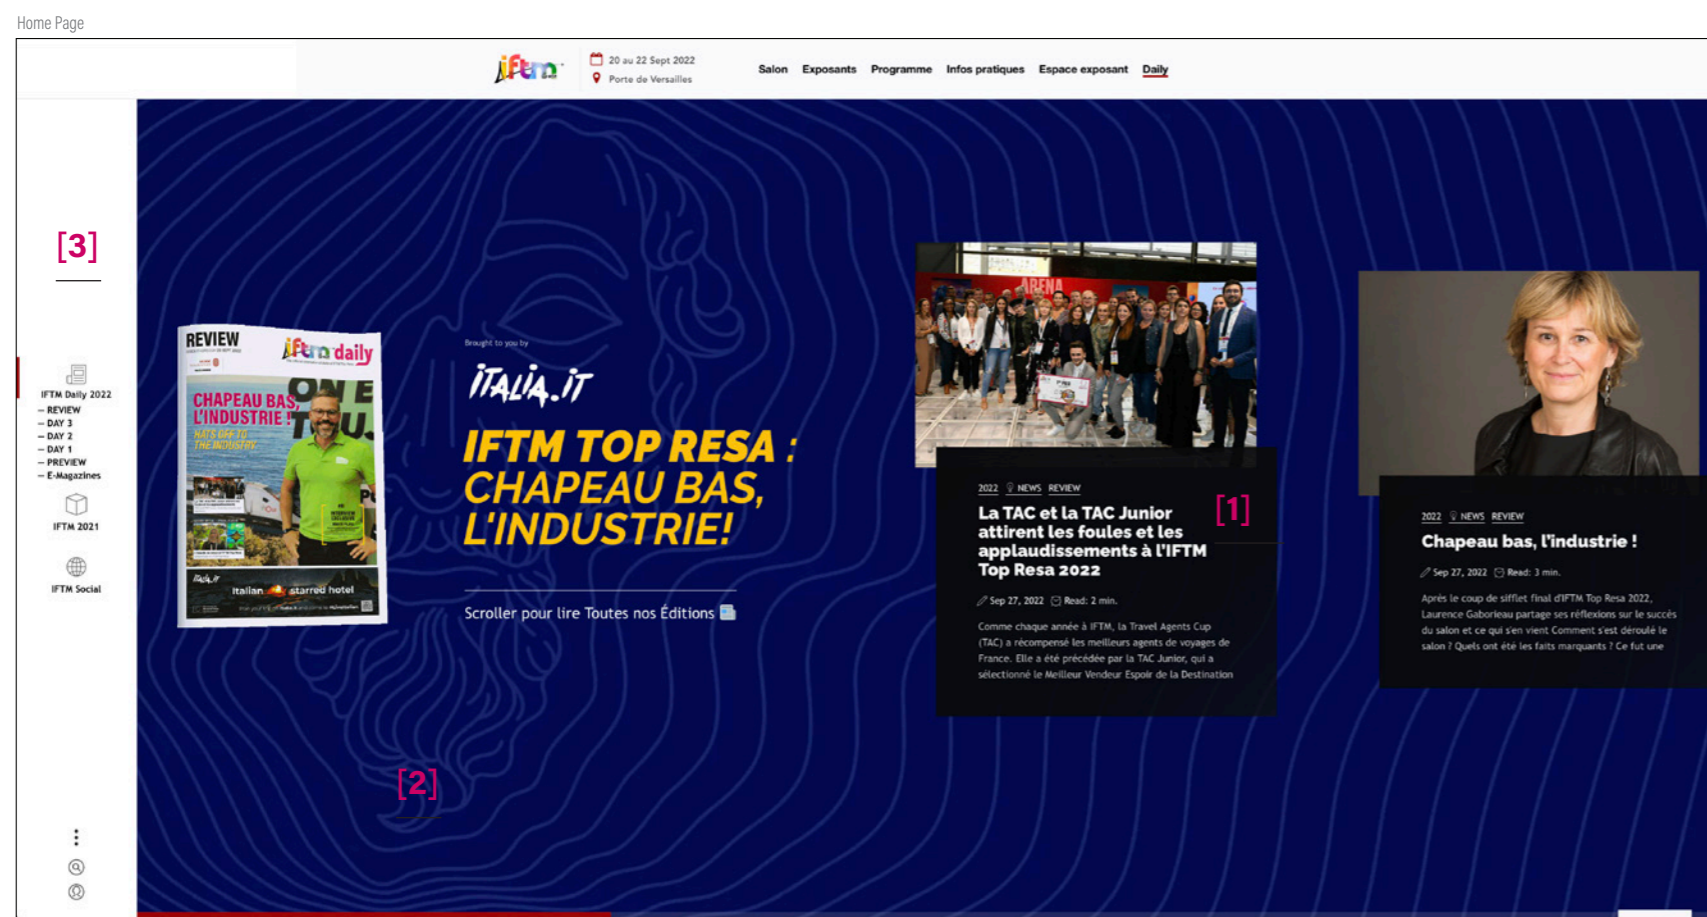 Home Page
iftm
20 au 22 Sept 2022
Porte de Versailles
Salon Exposants Programme Infos pratiques Espace exposant Daily
[3]
IFTM Daily 2022
– REVIEW
– DAY 3
– DAY 2
– DAY 1
– PREVIEW
– E-Magazines
IFTM 2021
IFTM Social
REVIEW
iftm daily
CHAPEAU BAS,
L'INDUSTRIE !
HATS OFF TO
THE INDUSTRY
ITALIA.IT
Italian starred hotel
Brought to you by
ITALIA.IT
IFTM TOP RESA :
CHAPEAU BAS,
L'INDUSTRIE!
Scroller pour lire Toutes nos Éditions
[2]
ARENA
2022 NEWS REVIEW
[1]
La TAC et la TAC Junior
attirent les foules et les
applaudissements à l’IFTM
Top Resa 2022
Sep 27, 2022 Read: 2 min.
Comme chaque année à IFTM, la Travel Agents Cup
(TAC) a récompensé les meilleurs agents de voyages de
France. Elle a été précédée par la TAC Junior, qui a
sélectionné le Meilleur Vendeur Espoir de la Destination
2022 NEWS REVIEW
Chapeau bas, l’industrie !
Sep 27, 2022 Read: 3 min.
Après le coup de sifflet final d'IFTM Top Resa 2022,
Laurence Gaborieau partage ses réflexions sur le succès
du salon et ce qui s'en vient Comment s'est déroulé le
salon ? Quels ont été les faits marquants ? Ce fut une